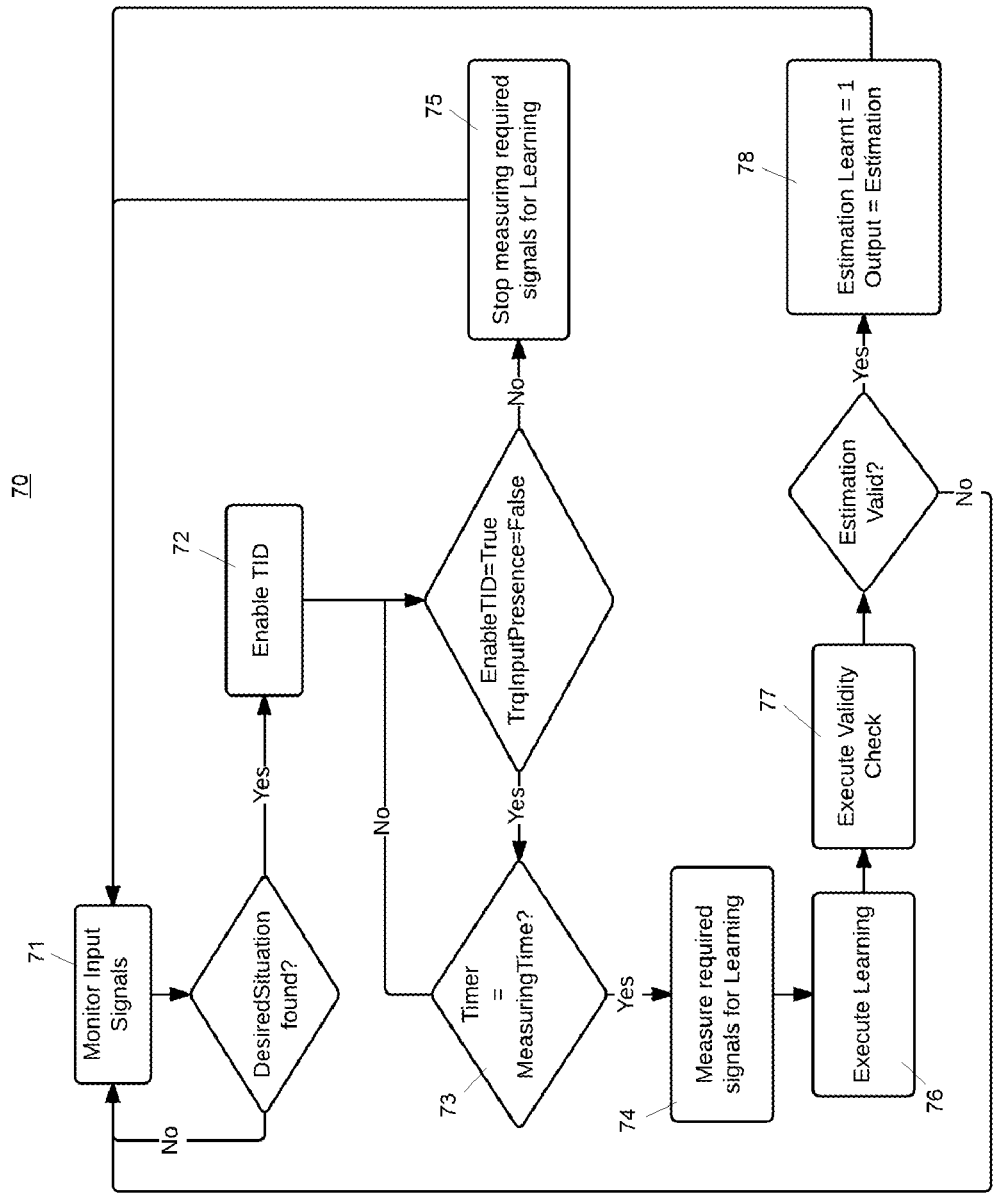 70
71
Monitor Input
Signals
DesiredSituation
found?
No
Yes
72
Enable TID
EnableTID=True
TrqInputPresence=False
No
75
Stop measuring required
signals for Learning
Yes
73
Timer
=
MeasuringTime?
No
Yes
74
Measure required
signals for Learning
76
Execute Learning
77
Execute Validity
Check
Estimation
Valid?
No
Yes
78
Estimation Learnt = 1
Output = Estimation